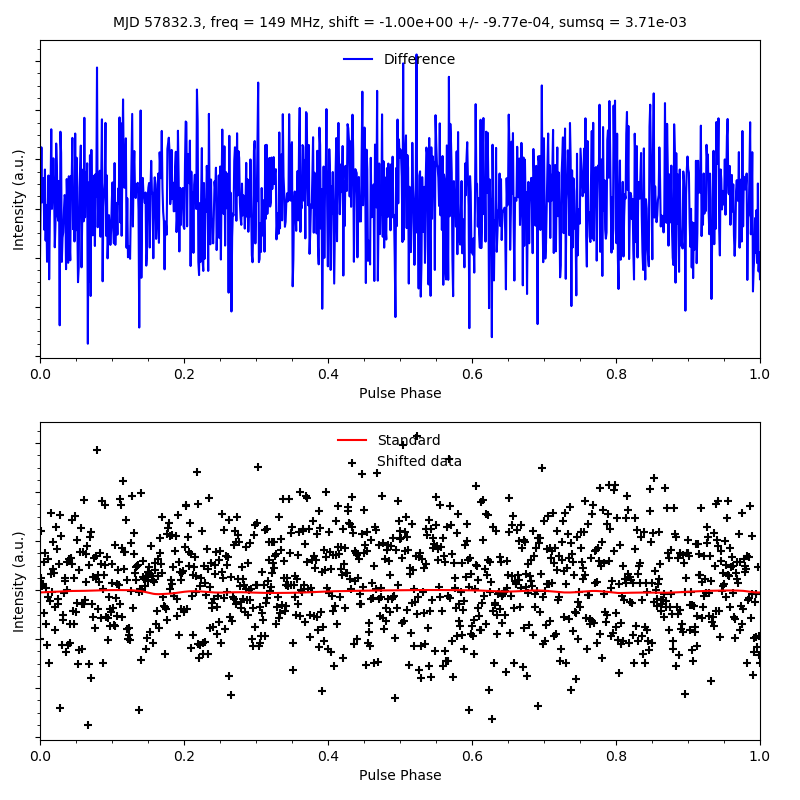 MJD 57832.3, freq = 149 MHz, shift = -1.00e+00 +/- -9.77e-04, sumsq = 3.71e-03
Difference
Intensity (a.u.)
0.0 0.2 0.4 0.6 0.8 1.0
Pulse Phase
Standard
Shifted data
Intensity (a.u.)
0.0 0.2 0.4 0.6 0.8 1.0
Pulse Phase